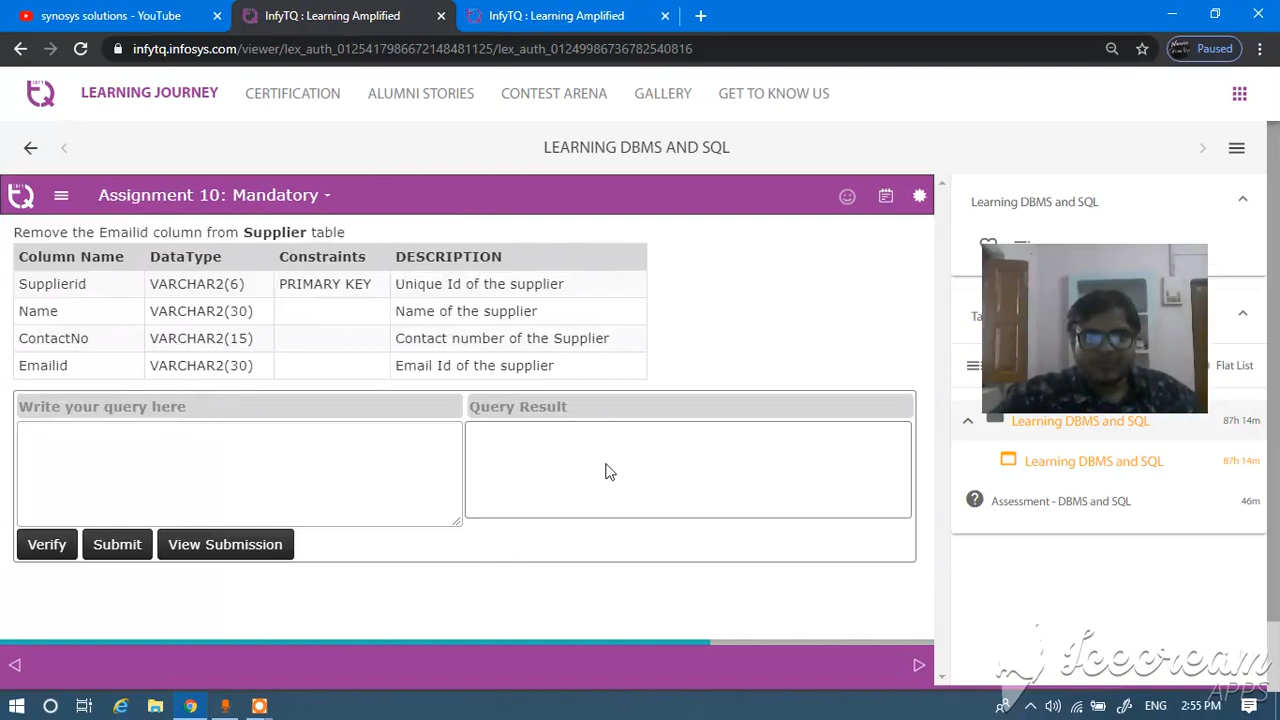 synosys solutions - YouTube
InfyTQ : Learning Amplified
InfyTQ : Learning Amplified
infytq.infosys.com/viewer/lex_auth_012541798667214848​1125/lex_auth_01249986736782540816
Paused
LEARNING JOURNEY
CERTIFICATION
ALUMNI STORIES
CONTEST ARENA
GALLERY
GET TO KNOW US
LEARNING DBMS AND SQL
Assignment 10: Mandatory
Remove the Emailid column from Supplier table
Column Name DataType Constraints DESCRIPTION
Supplierid VARCHAR2(6) PRIMARY KEY Unique Id of the supplier
Name VARCHAR2(30) Name of the supplier
ContactNo VARCHAR2(15) Contact number of the Supplier
Emailid VARCHAR2(30) Email Id of the supplier
Write your query here
Query Result
Verify
Submit
View Submission
Learning DBMS and SQL
Flat List
Learning DBMS and SQL 87h 14m
Learning DBMS and SQL 87h 14m
Assessment - DBMS and SQL 46m
Icecream
APPS
ENG
2:55 PM